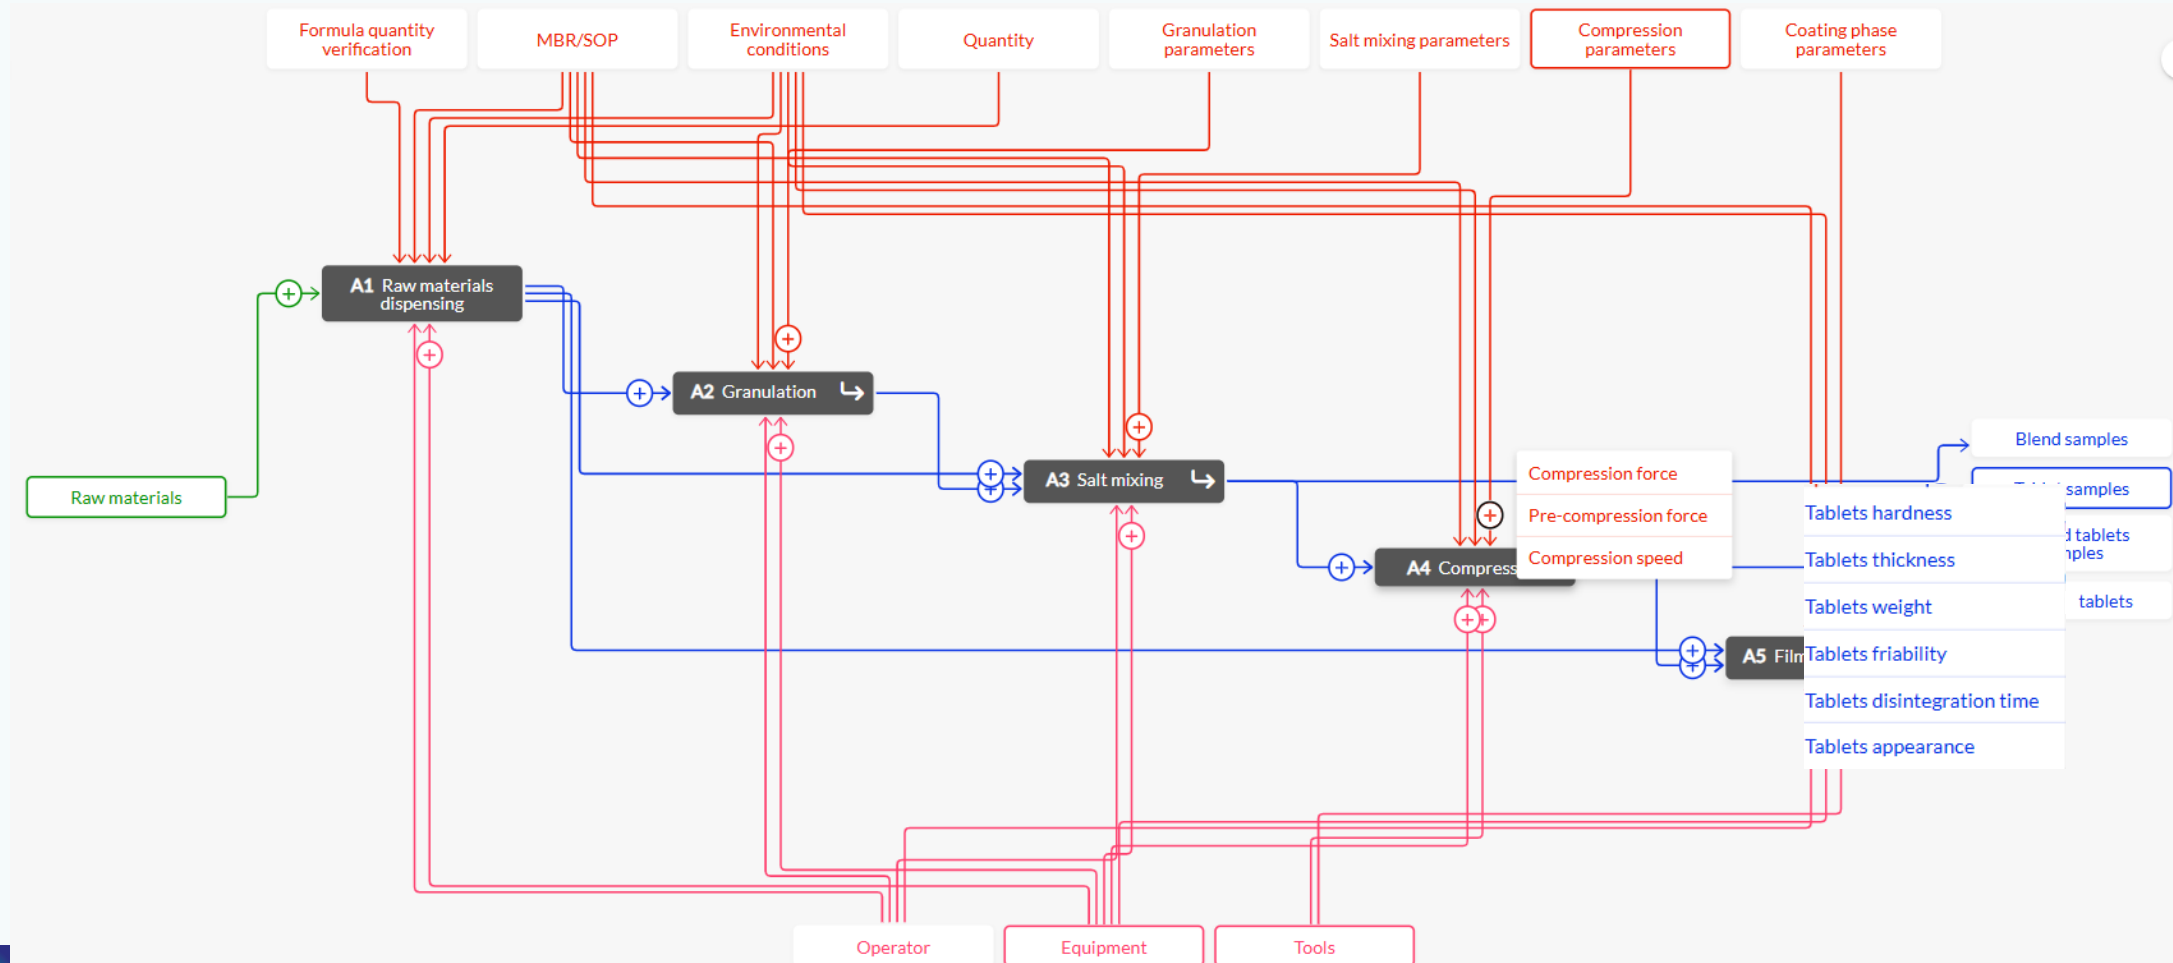 Formula quantity
verification
MBR/SOP
Environmental
conditions
Quantity
Granulation
parameters
Salt mixing parameters
Compression
parameters
Coating phase
parameters
A1 Raw materials
dispensing
A2 Granulation
Blend samples
Raw materials
A3 Salt mixing
Compression force
samples
Pre-compression force
Tablets hardness
tablets
Compression speed
Tablets thickness
A4 Compress
tablets
Tablets weight
A5 Film
Tablets friability
Tablets disintegration time
Tablets appearance
Operator
Equipment
Tools